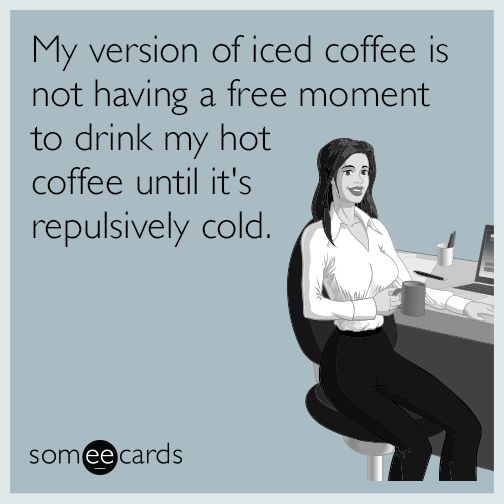 My version of iced coffee is
not having a free moment
to drink my hot
coffee until it's
repulsively cold.
someecards